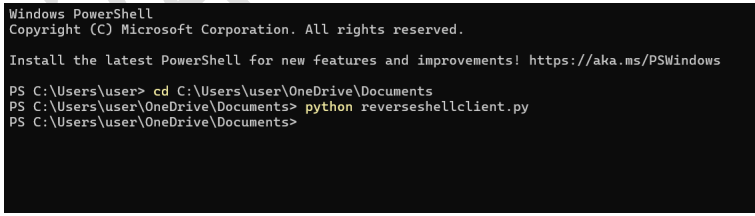 Windows PowerShell
Copyright (C) Microsoft Corporation. All rights reserved.
Install the latest PowerShell for new features and improvements! https://aka.ms/PSWindows
PS C:\Users\user> cd C:\Users\user\OneDrive\Documents
PS C:\Users\user\OneDrive\Documents> python reverseshellclient.py
PS C:\Users\user\OneDrive\Documents>